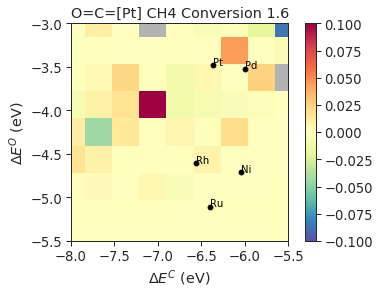 O=C=[Pt] CH4 Conversion 1.6
ΔE^O (eV)
−3.0
−3.5
−4.0
−4.5
−5.0
−5.5
Pt
Pd
Rh
Ni
Ru
−8.0 −7.5 −7.0 −6.5 −6.0 −5.5
ΔE^C (eV)
0.100
0.075
0.050
0.025
0.000
−0.025
−0.050
−0.075
−0.100